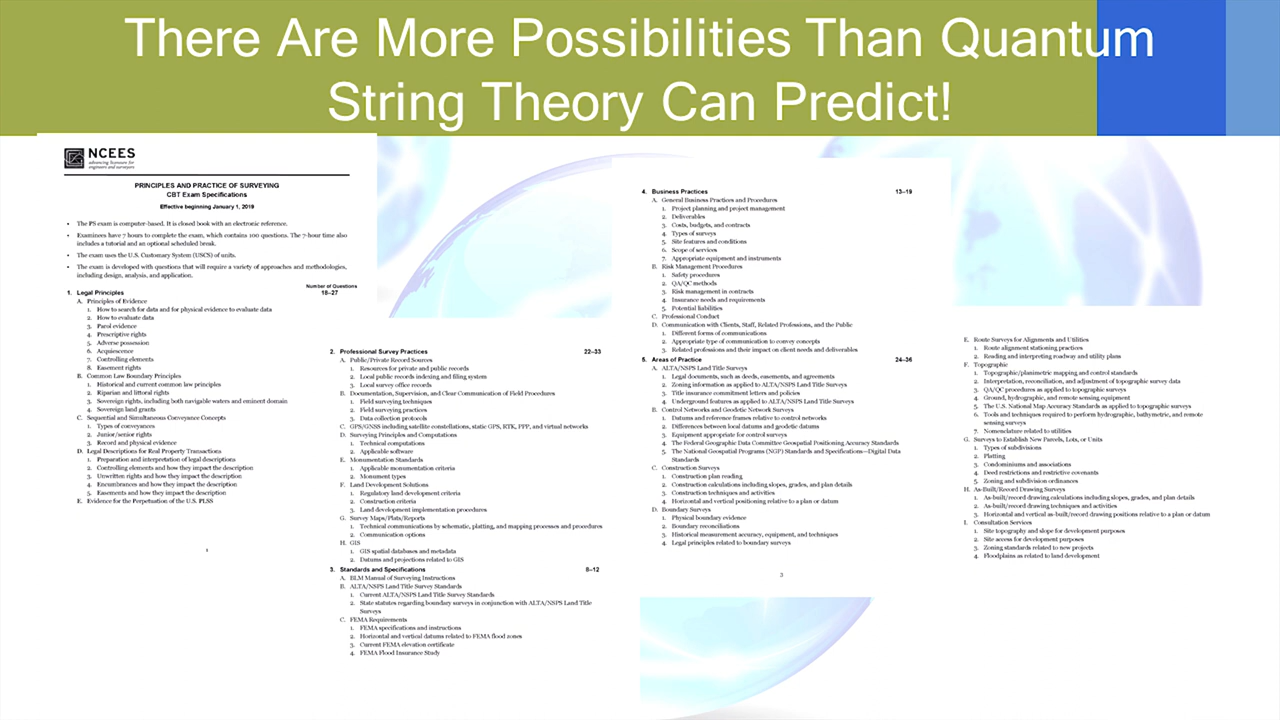 There Are More Possibilities Than Quantum
String Theory Can Predict!
NCEES
advancing licensure for
engineers and surveyors
PRINCIPLES AND PRACTICE OF SURVEYING
CBT Exam Specifications
Effective beginning January 1, 2019
• The PS exam is computer-based. It is closed book with an electronic reference.
• Examinees have 7 hours to complete the exam, which contains 100 questions. The 7-hour time also
includes a tutorial and an optional scheduled break.
• The exam uses the U.S. Customary System (USCS) of units.
• The exam is developed with questions that will require a variety of approaches and methodologies,
including design, analysis, and application.
Number of Questions
1. Legal Principles 18–27
A. Principles of Evidence
1. How to search for data and for physical evidence to evaluate data
2. How to evaluate data
3. Parol evidence
4. Prescriptive rights
5. Adverse possession
6. Acquiescence
7. Controlling elements
8. Easement rights
B. Common Law Boundary Principles
1. Historical and current common law principles
2. Riparian and littoral rights
3. Sovereign rights, including both navigable waters and eminent domain
4. Sovereign land grants
C. Sequential and Simultaneous Conveyance Concepts
1. Types of conveyances
2. Junior/senior rights
3. Record and physical evidence
D. Legal Descriptions for Real Property Transactions
1. Preparation and interpretation of legal descriptions
2. Controlling elements and how they impact the description
3. Unwritten rights and how they impact the description
4. Encumbrances and how they impact the description
5. Easements and how they impact the description
E. Evidence for the Perpetuation of the U.S. PLSS
1
2. Professional Survey Practices 22–33
A. Public/Private Record Sources
1. Resources for private and public records
2. Local public records indexing and filing system
3. Local survey office records
B. Documentation, Supervision, and Clear Communication of Field Procedures
1. Field surveying techniques
2. Field surveying practices
3. Data collection protocols
C. GPS/GNSS including satellite constellations, static GPS, RTK, PPP, and virtual networks
D. Surveying Principles and Computations
1. Technical computations
2. Applicable software
E. Monumentation Standards
1. Applicable monumentation criteria
2. Monument types
F. Land Development Solutions
1. Regulatory land development criteria
2. Construction criteria
3. Land development implementation procedures
G. Survey Maps/Plats/Reports
1. Technical communications by schematic, platting, and mapping processes and procedures
2. Communication options
H. GIS
1. GIS spatial databases and metadata
2. Datums and projections related to GIS
3. Standards and Specifications 8–12
A. BLM Manual of Surveying Instructions
B. ALTA/NSPS Land Title Survey Standards
1. Current ALTA/NSPS Land Title Survey Standards
2. State statutes regarding boundary surveys in conjunction with ALTA/NSPS Land Title
Surveys
C. FEMA Requirements
1. FEMA specifications and instructions
2. Horizontal and vertical datums related to FEMA flood zones
3. Current FEMA elevation certificate
4. FEMA Flood Insurance Study
4. Business Practices 13–19
A. General Business Practices and Procedures
1. Project planning and project management
2. Deliverables
3. Costs, budgets, and contracts
4. Types of surveys
5. Site features and conditions
6. Scope of services
7. Appropriate equipment and instruments
B. Risk Management Procedures
1. Safety procedures
2. QA/QC methods
3. Risk management in contracts
4. Insurance needs and requirements
5. Potential liabilities
C. Professional Conduct
D. Communication with Clients, Staff, Related Professions, and the Public
1. Different forms of communications
2. Appropriate type of communication to convey concepts
3. Related professions and their impact on client needs and deliverables
5. Areas of Practice 24–36
A. ALTA/NSPS Land Title Surveys
1. Legal documents, such as deeds, easements, and agreements
2. Zoning information as applied to ALTA/NSPS Land Title Surveys
3. Title insurance commitment letters and policies
4. Underground features as applied to ALTA/NSPS Land Title Surveys
B. Control Networks and Geodetic Network Surveys
1. Datums and reference frames relative to control networks
2. Differences between local datums and geodetic datums
3. Equipment appropriate for control surveys
4. The Federal Geographic Data Committee Geospatial Positioning Accuracy Standards
5. The National Geospatial Programs (NGP) Standards and Specifications—Digital Data
Standards
C. Construction Surveys
1. Construction plan reading
2. Construction calculations including slopes, grades, and plan details
3. Construction techniques and activities
4. Horizontal and vertical positioning relative to a plan or datum
D. Boundary Surveys
1. Physical boundary evidence
2. Boundary reconciliations
3. Historical measurement accuracy, equipment, and techniques
4. Legal principles related to boundary surveys
3
E. Route Surveys for Alignments and Utilities
1. Route alignment stationing practices
2. Reading and interpreting roadway and utility plans
F. Topographic
1. Topographic/planimetric mapping and control standards
2. Interpretation, reconciliation, and adjustment of topographic survey data
3. QA/QC procedures as applied to topographic surveys
4. Ground, hydrographic, and remote sensing equipment
5. The U.S. National Map Accuracy Standards as applied to topographic surveys
6. Tools and techniques required to perform hydrographic, bathymetric, and remote
sensing surveys
7. Nomenclature related to utilities
G. Surveys to Establish New Parcels, Lots, or Units
1. Types of subdivisions
2. Platting
3. Condominiums and associations
4. Deed restrictions and restrictive covenants
5. Zoning and subdivision ordinances
H. As-Built/Record Drawing Surveys
1. As-built/record drawing calculations including slopes, grades, and plan details
2. As-built/record drawing techniques and activities
3. Horizontal and vertical as-built/record drawing positions relative to a plan or datum
I. Consultation Services
1. Site topography and slope for development purposes
2. Site access for development purposes
3. Zoning standards related to new projects
4. Floodplains as related to land development